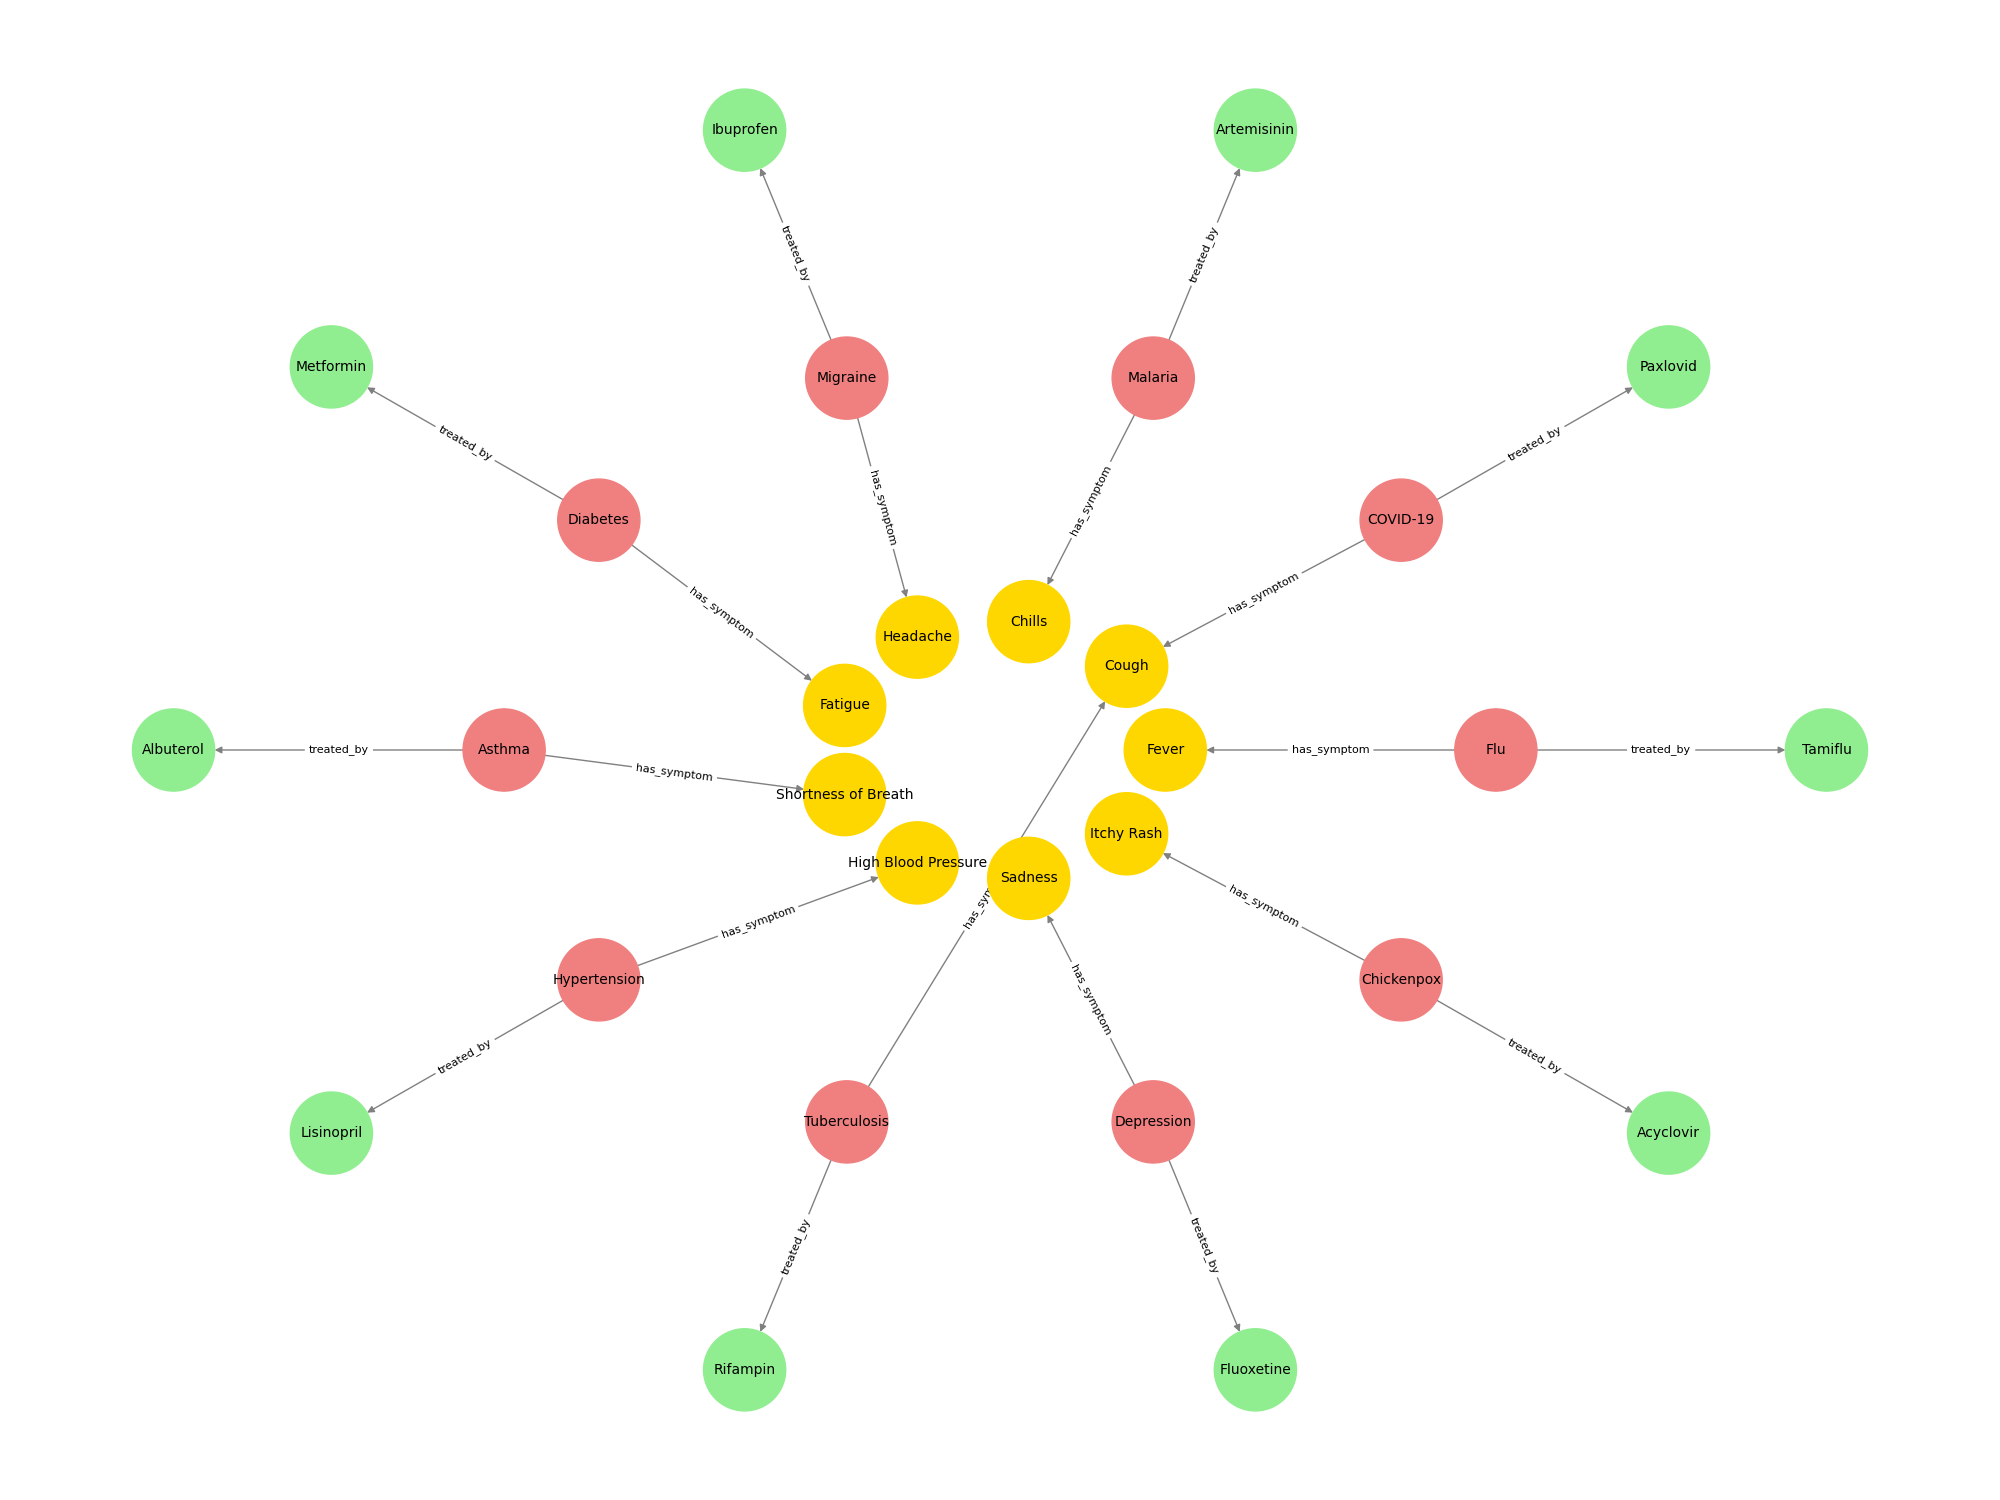 Ibuprofen
Artemisinin
treated_by
treated_by
Metformin
Migraine
Malaria
Paxlovid
treated_by
treated_by
has_symptom
has_symptom
Diabetes
COVID-19
has_symptom
has_symptom
Headache
Chills
Cough
Fatigue
Albuterol
treated_by
Asthma
Fever
has_symptom
Flu
treated_by
Tamiflu
has_symptom
Shortness of Breath
Itchy Rash
High Blood Pressure
Sadness
has_symptom
has_sym
has_symptom
Hypertension
has_symptom
Chickenpox
treated_by
treated_by
Lisinopril
Tuberculosis
Depression
Acyclovir
treated_by
treated_by
Rifampin
Fluoxetine